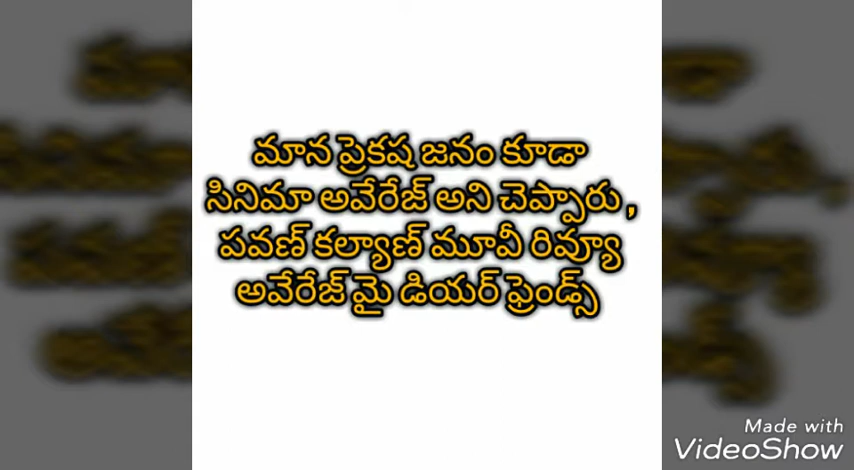 మాన ప్రెకష జనం కూడా
సినిమా అవేరేజ్ అని చెప్పారు ,
పవణ్ కల్యాణ్ మూవీ రివ్యూ
అవేరేజ్ మై డియర్ ఫ్రెండ్స్
Made with
VideoShow